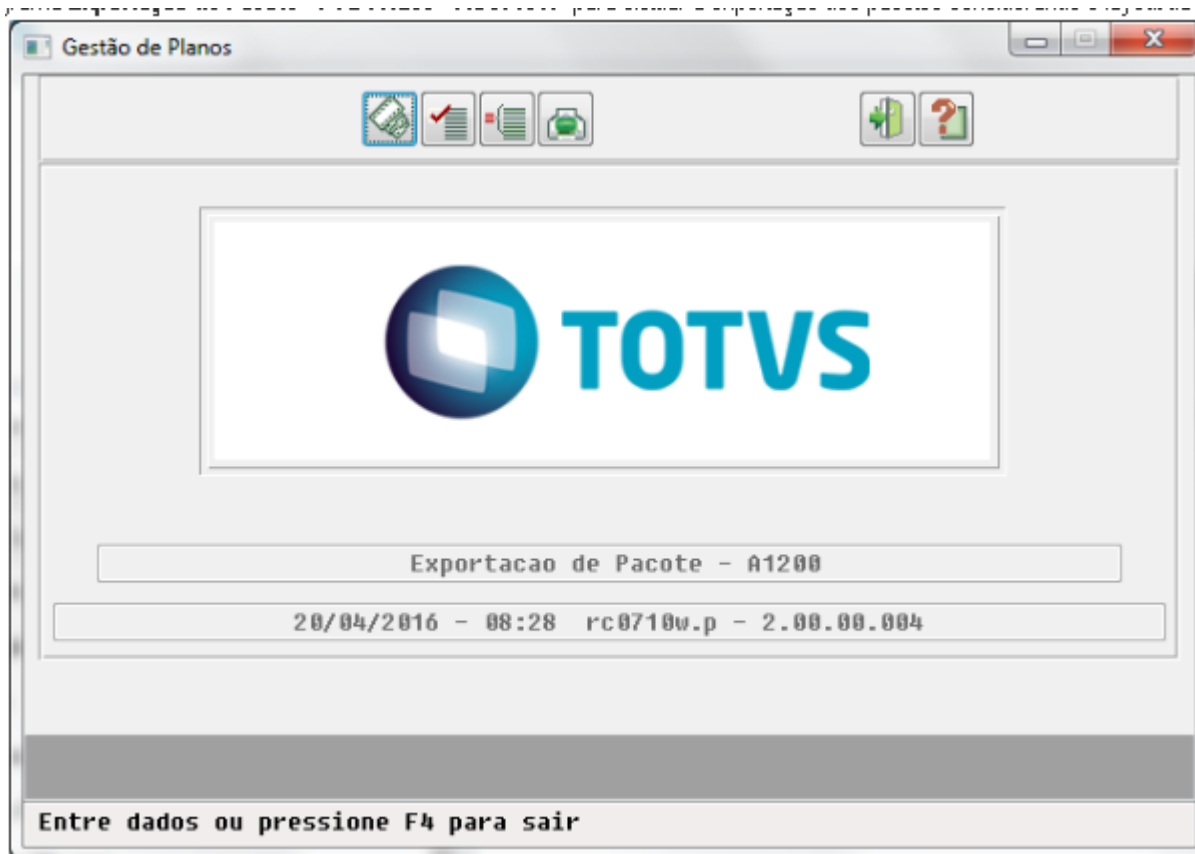 Gestão de Planos
TOTVS
Exportacao de Pacote - A1200
20/04/2016 - 08:28 rc0710w.p - 2.00.00.004
Entre dados ou pressione F4 para sair